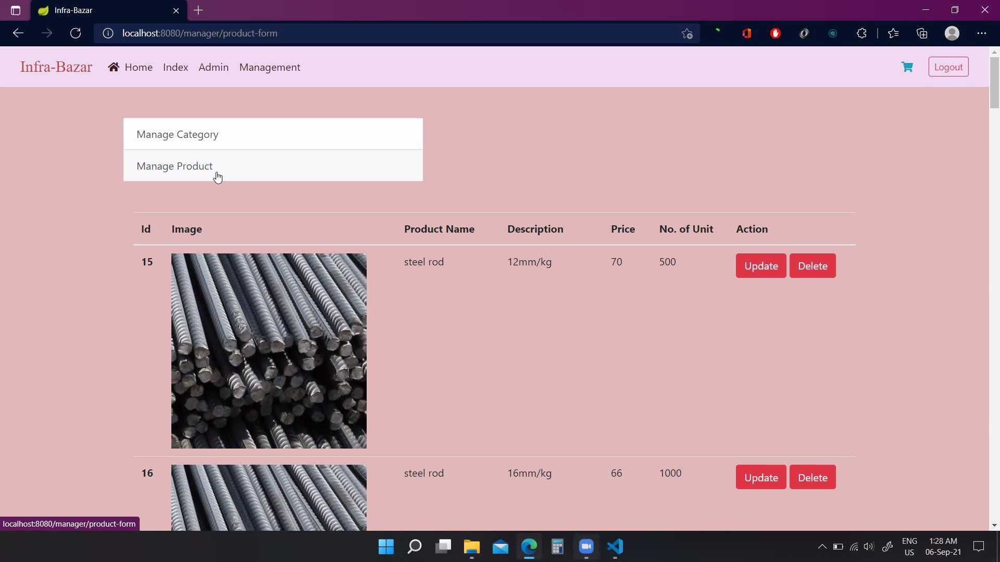 Infra-Bazar
localhost:8080/manager/product-form
Infra-Bazar Home Index Admin Management Logout
Manage Category
Manage Product
Id Image Product Name Description Price No. of Unit Action
15 steel rod 12mm/kg 70 500 Update Delete
16 steel rod 16mm/kg 66 1000 Update Delete
localhost:8080/manager/product-form
ENG 1:28 AM
US 06-Sep-21